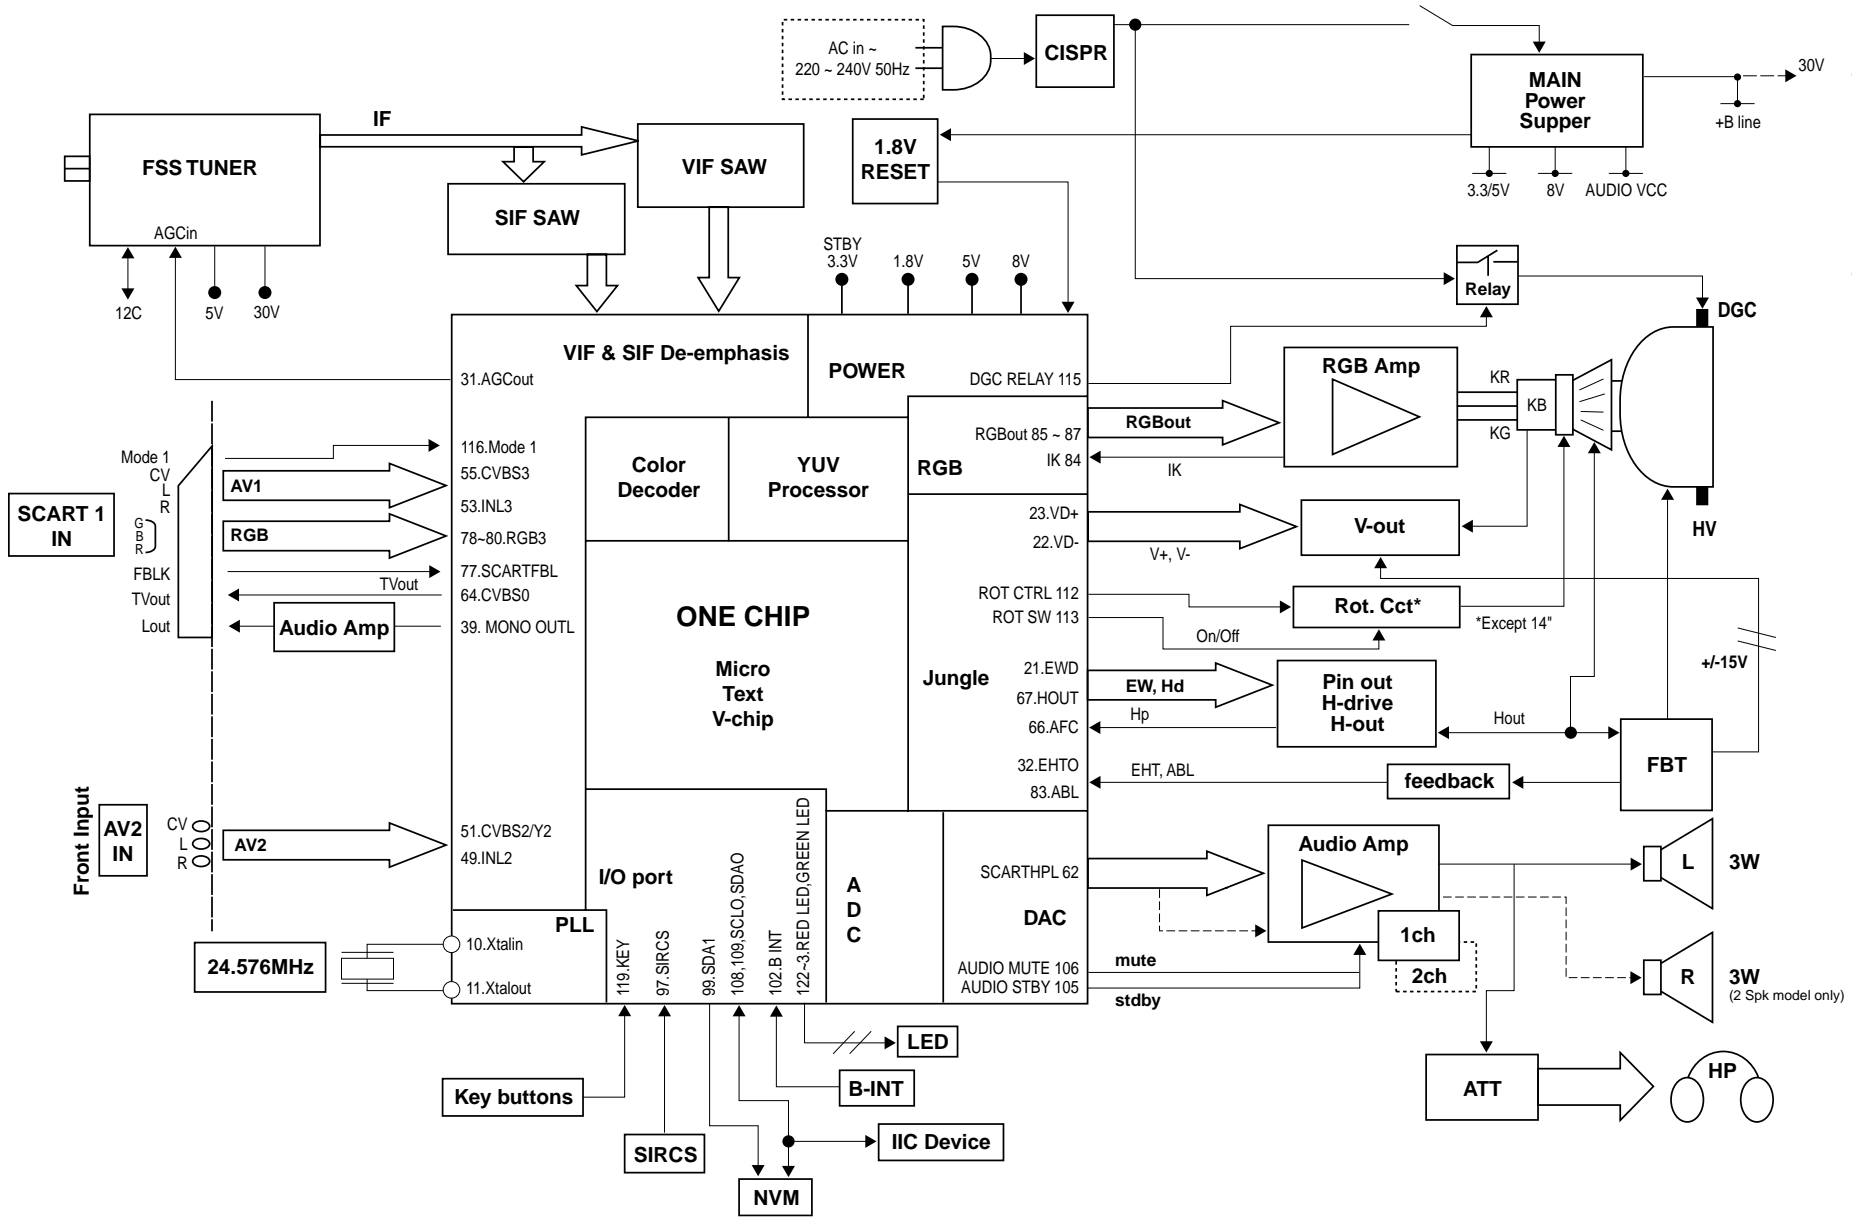 AC in ~
220 ~ 240V 50Hz
CISPR
MAIN
Power
Supper
30V
+B line
3.3/5V
8V
AUDIO VCC
1.8V
RESET
IF
FSS TUNER
AGCin
12C
5V
30V
VIF SAW
SIF SAW
STBY
3.3V
1.8V
5V
8V
Relay
DGC
HV
VIF & SIF De-emphasis
POWER
31.AGCout
DGC RELAY 115
RGB Amp
KR
KB
KG
RGBout
RGBout 85 ~ 87
IK 84
IK
RGB
Color
Decoder
YUV
Processor
116.Mode 1
55.CVBS3
53.INL3
78~80.RGB3
77.SCARTFBL
64.CVBS0
39. MONO OUTL
SCART 1
IN
Mode 1
CV
L
R
G
B
R
FBLK
TVout
Lout
AV1
RGB
TVout
Audio Amp
ONE CHIP
Micro
Text
V-chip
Jungle
23.VD+
22.VD-
V+, V-
V-out
ROT CTRL 112
ROT SW 113
On/Off
Rot. Cct*
*Except 14"
+/-15V
21.EWD
67.HOUT
66.AFC
EW, Hd
Hp
Pin out
H-drive
H-out
Hout
FBT
32.EHTO
83.ABL
EHT, ABL
feedback
Front Input
AV2
IN
CV
L
R
AV2
51.CVBS2/Y2
49.INL2
I/O port
A
D
C
DAC
SCARTHPL 62
AUDIO MUTE 106
AUDIO STBY 105
mute
stdby
Audio Amp
1ch
2ch
L
3W
R
3W
(2 Spk model only)
ATT
HP
PLL
24.576MHz
10.Xtalin
11.Xtalout
119.KEY
97.SIRCS
99.SDA1
108,109,SCLO,SDAO
102.B INT
122~3.RED LED,GREEN LED
LED
B-INT
Key buttons
SIRCS
IIC Device
NVM